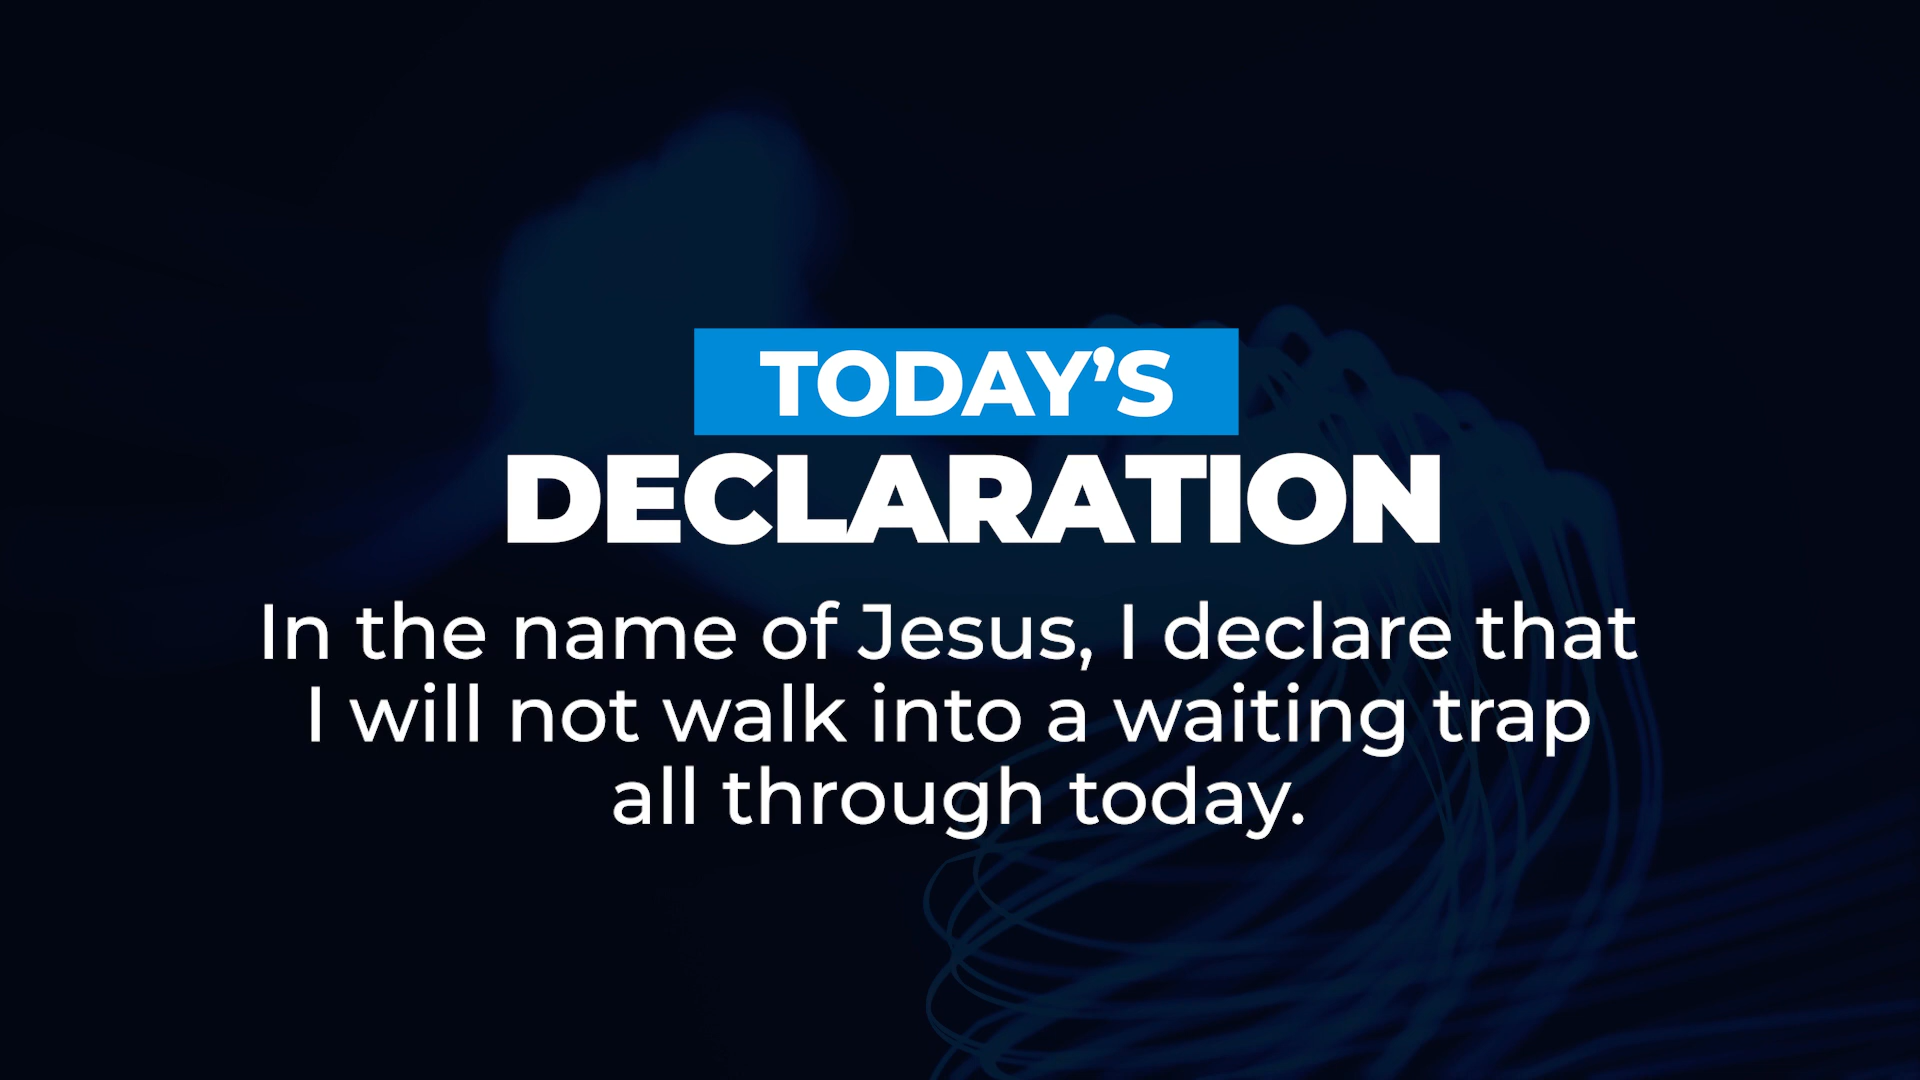 TODAY’S
DECLARATION
In the name of Jesus, I declare that
I will not walk into a waiting trap
all through today.